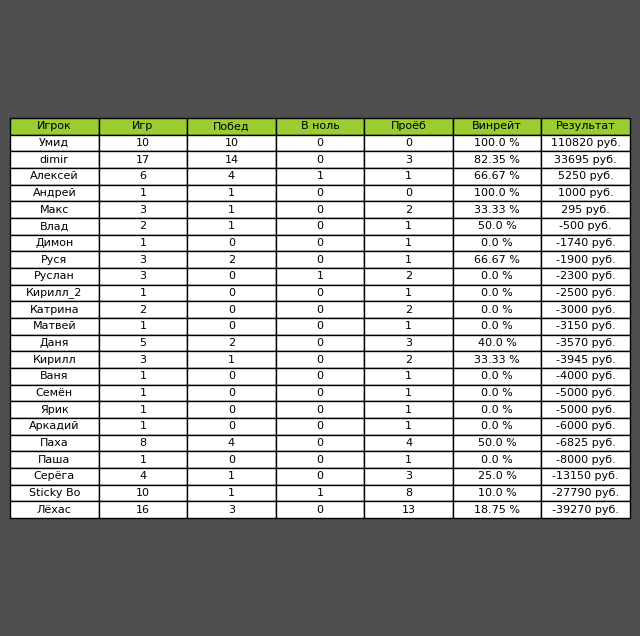 Игрок Игр Побед В ноль Проёб Винрейт Результат
Умид 10 10 0 0 100.0 % 110820 руб.
dimir 17 14 0 3 82.35 % 33695 руб.
Алексей 6 4 1 1 66.67 % 5250 руб.
Андрей 1 1 0 0 100.0 % 1000 руб.
Макс 3 1 0 2 33.33 % 295 руб.
Влад 2 1 0 1 50.0 % -500 руб.
Димон 1 0 0 1 0.0 % -1740 руб.
Руся 3 2 0 1 66.67 % -1900 руб.
Руслан 3 0 1 2 0.0 % -2300 руб.
Кирилл_2 1 0 0 1 0.0 % -2500 руб.
Катрина 2 0 0 2 0.0 % -3000 руб.
Матвей 1 0 0 1 0.0 % -3150 руб.
Даня 5 2 0 3 40.0 % -3570 руб.
Кирилл 3 1 0 2 33.33 % -3945 руб.
Ваня 1 0 0 1 0.0 % -4000 руб.
Семён 1 0 0 1 0.0 % -5000 руб.
Ярик 1 0 0 1 0.0 % -5000 руб.
Аркадий 1 0 0 1 0.0 % -6000 руб.
Паха 8 4 0 4 50.0 % -6825 руб.
Паша 1 0 0 1 0.0 % -8000 руб.
Серёга 4 1 0 3 25.0 % -13150 руб.
Sticky Bo 10 1 1 8 10.0 % -27790 руб.
Лёхас 16 3 0 13 18.75 % -39270 руб.